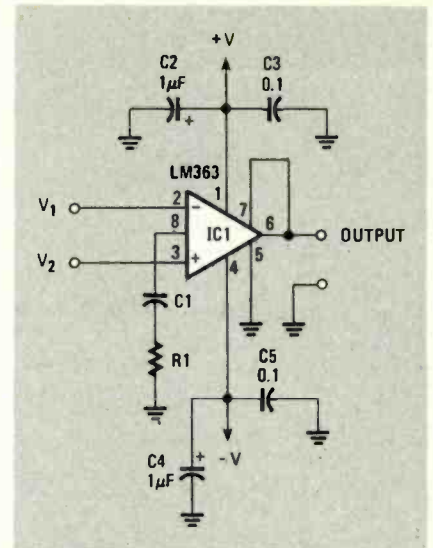 +V
C2
1µF
C3
0.1
+
LM363
V1
2
-
1
7
8
IC1
6
OUTPUT
V2
3
+
4
5
C1
R1
C5
0.1
C4
1µF
+
-V